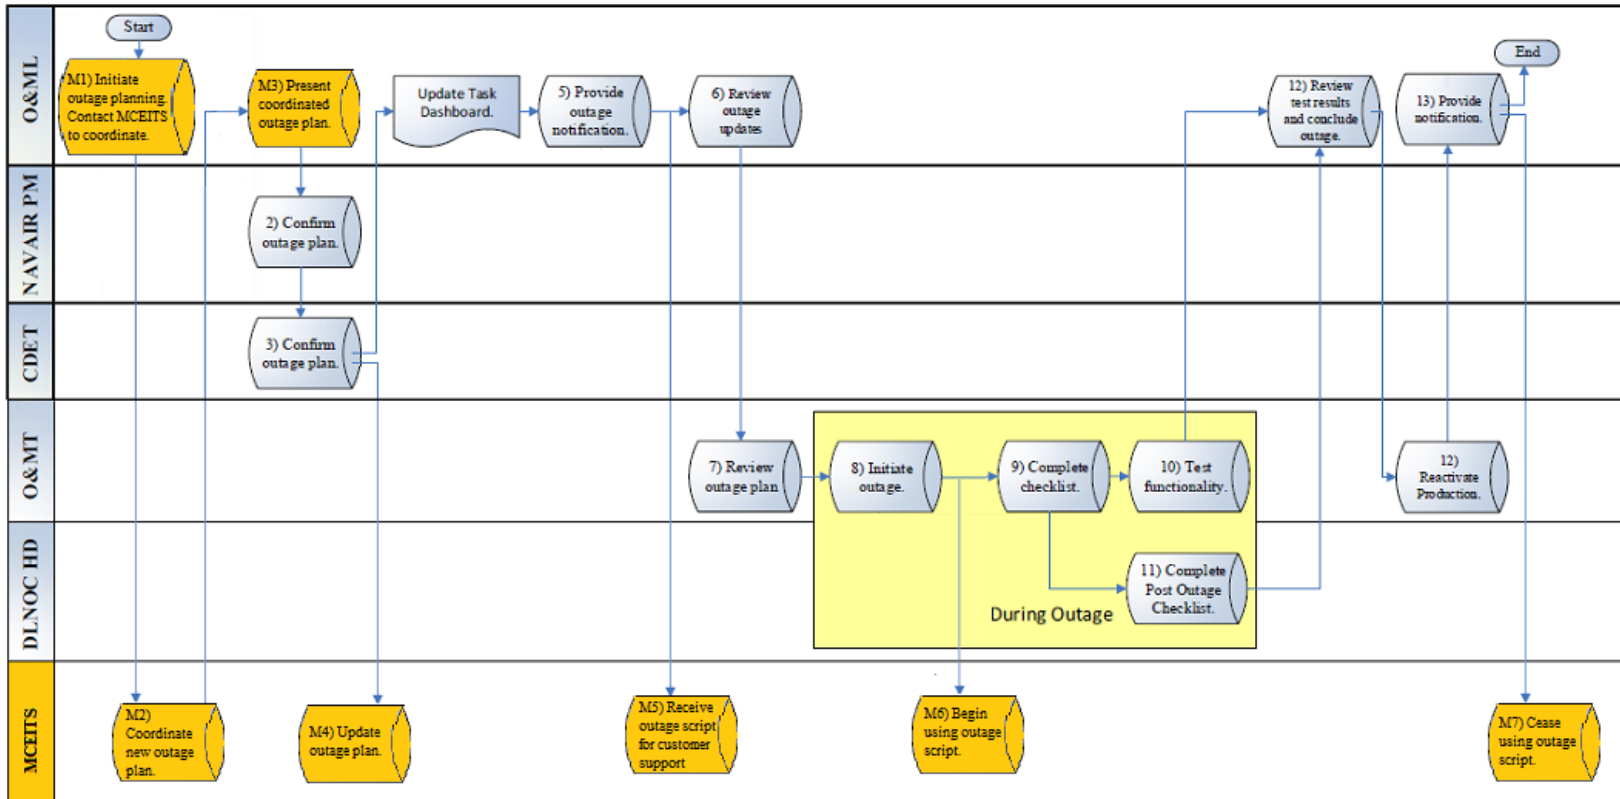 O&ML
Start
M1) Initiate
outage planning.
Contact MCEITS
to coordinate.
M3) Present
coordinated
outage plan.
Update Task
Dashboard.
5) Provide
outage
notification.
6) Review
outage
updates
12) Review
test results
and conclude
outage.
13) Provide
notification.
End
NAVAIR PM
2) Confirm
outage plan.
CDET
3) Confirm
outage plan.
O&MT
7) Review
outage plan
8) Initiate
outage.
9) Complete
checklist.
10) Test
functionality.
12)
Reactivate
Production.
DLNOC HD
11) Complete
Post Outage
Checklist.
During Outage
MCEITS
M2)
Coordinate
new outage
plan.
M4) Update
outage plan.
M5) Receive
outage script
for customer
support
M6) Begin
using outage
script.
M7) Cease
using outage
script.